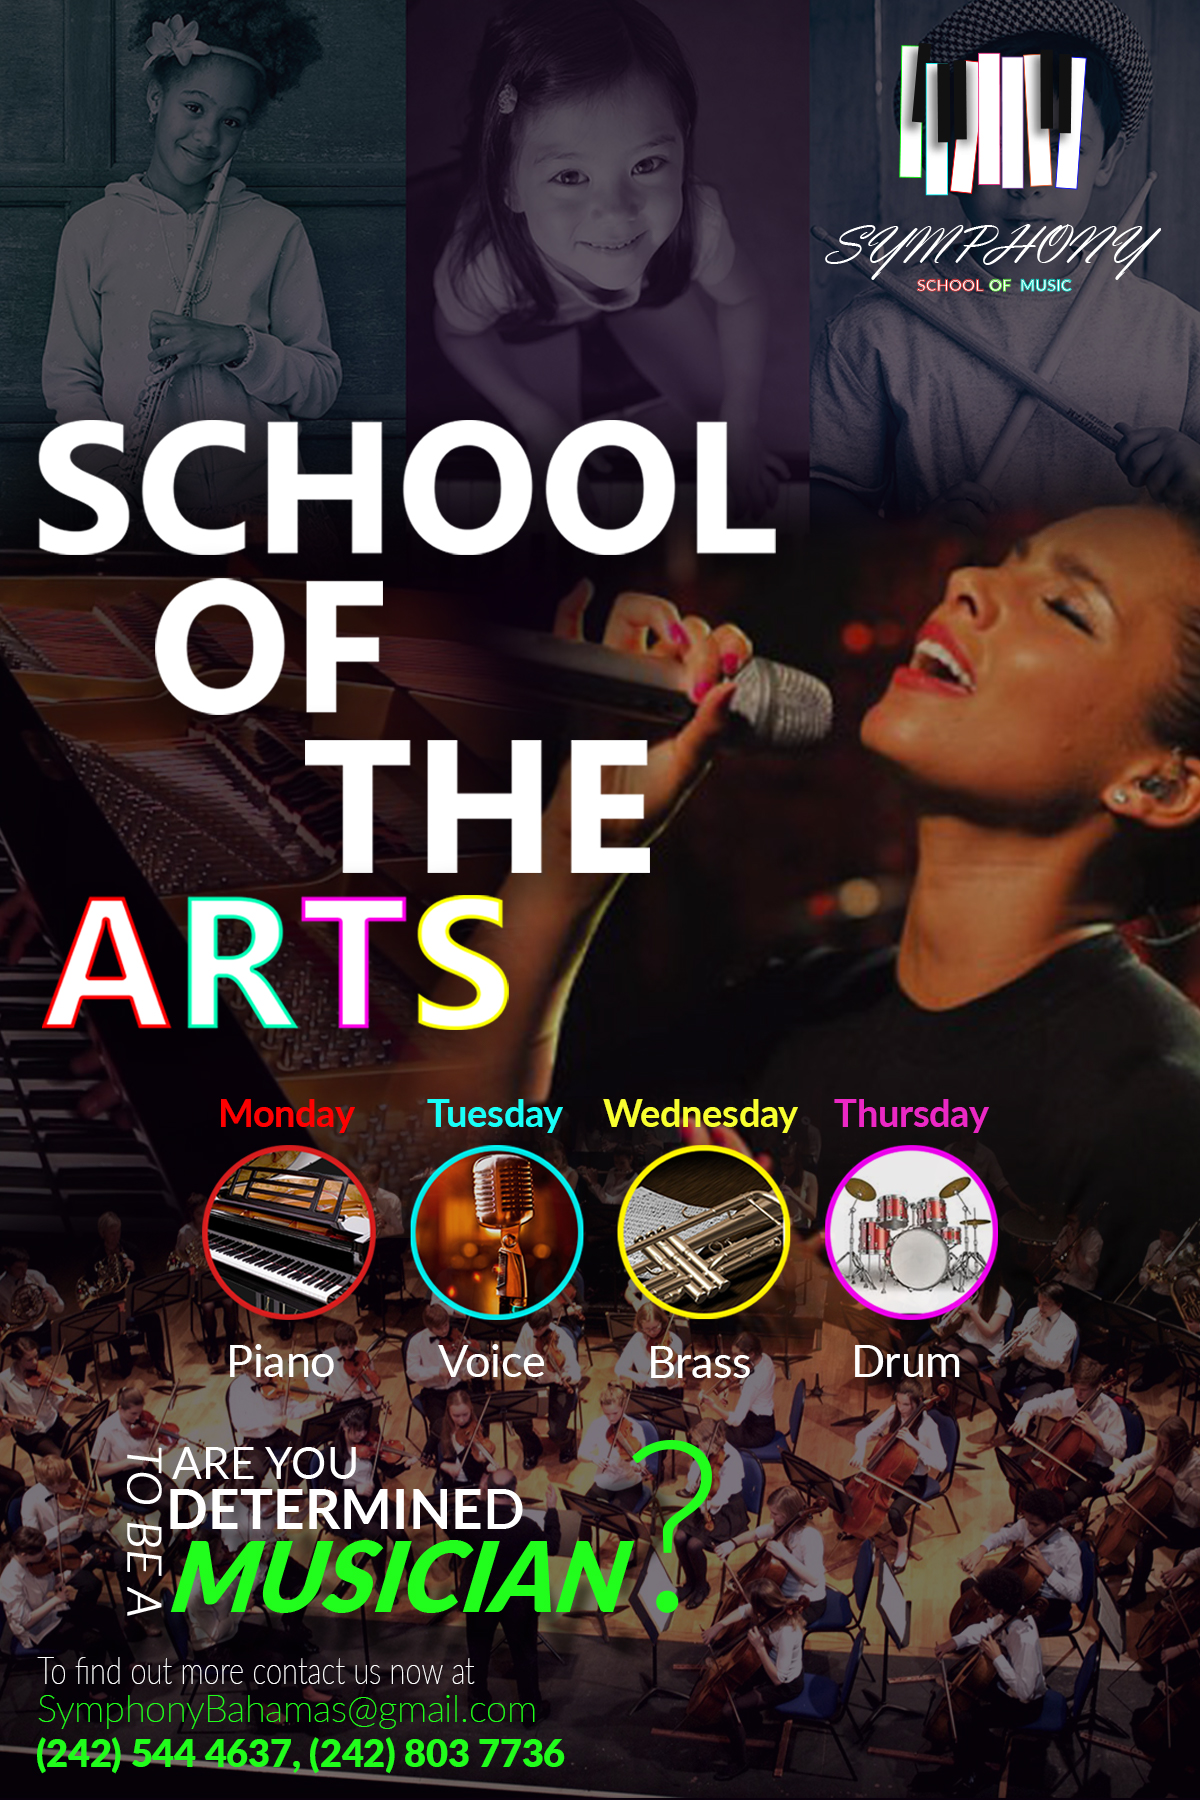 SYMPHONY
SCHOOL OF MUSIC
SCHOOL
OF
THE
ARTS
Monday Tuesday Wednesday Thursday
Piano Voice Brass Drum
ARE YOU
DETERMINED
TO BE A
MUSICIAN?
To find out more contact us now at
SymphonyBahamas@gmail.com
(242) 544 4637, (242) 803 7736